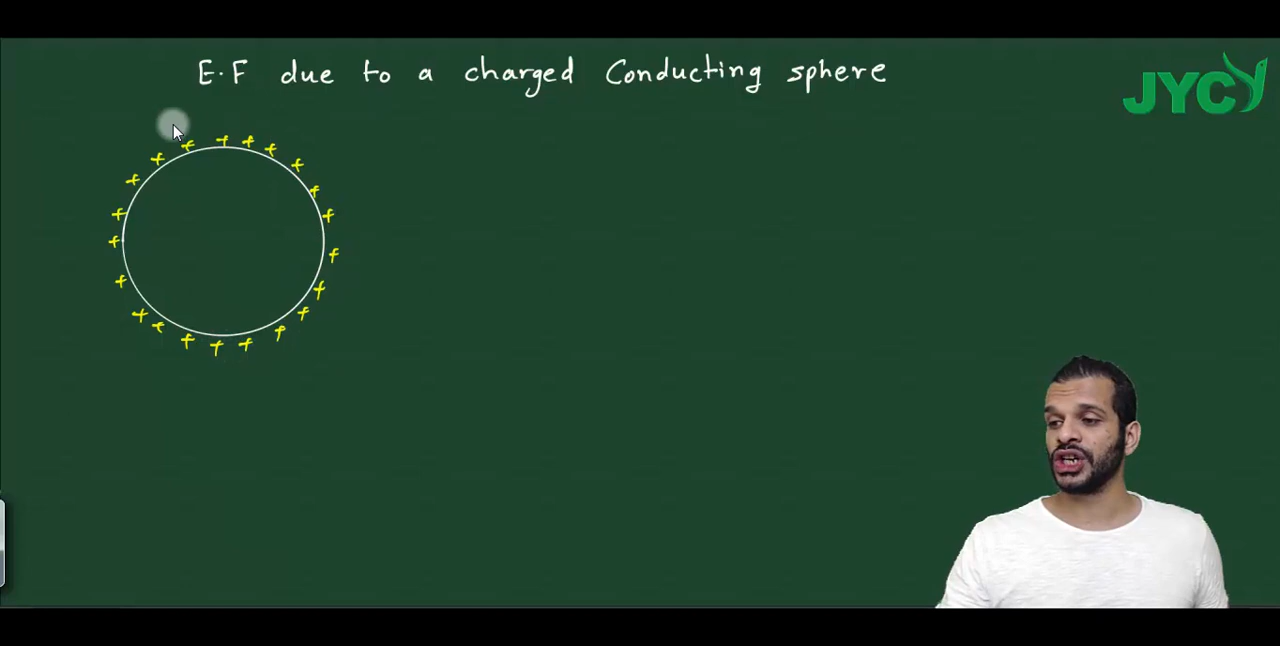 E.F due to a charged Conducting sphere
JYC
+ + + + + + + + + + + + + + + + + + + + + + +